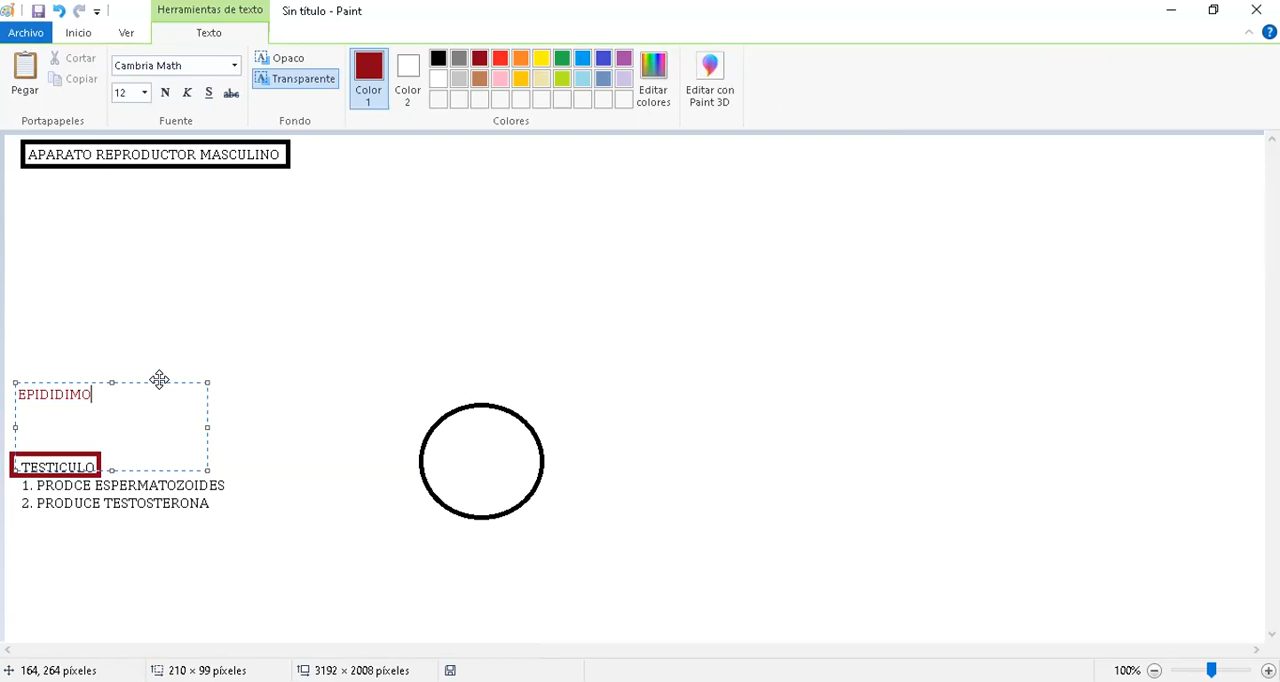 Herramientas de texto
Sin título - Paint
Archivo
Inicio
Ver
Texto
Pegar
Cortar
Copiar
Portapapeles
Cambria Math
12
N K S abc
Fuente
Opaco
Transparente
Fondo
Color 1
Color 2
Colores
Editar colores
Editar con Paint 3D
APARATO REPRODUCTOR MASCULINO
EPIDIDIMO
TESTICULO
1. PRODCE ESPERMATOZOIDES
2. PRODUCE TESTOSTERONA
164, 264 píxeles
210 × 99 píxeles
3192 × 2008 píxeles
100%